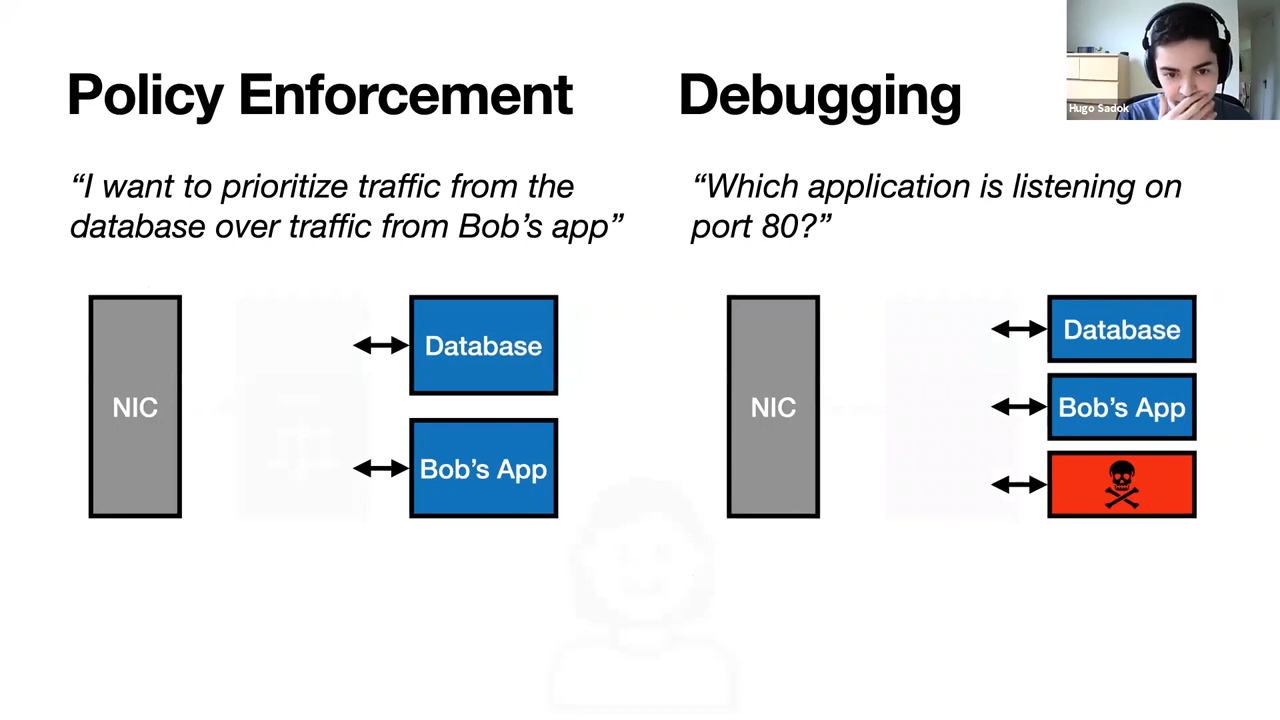 Policy Enforcement
“I want to prioritize traffic from the
database over traffic from Bob’s app”
NIC
Database
Bob’s App
Debugging
“Which application is listening on
port 80?”
NIC
Database
Bob’s App
Hugo Sadok